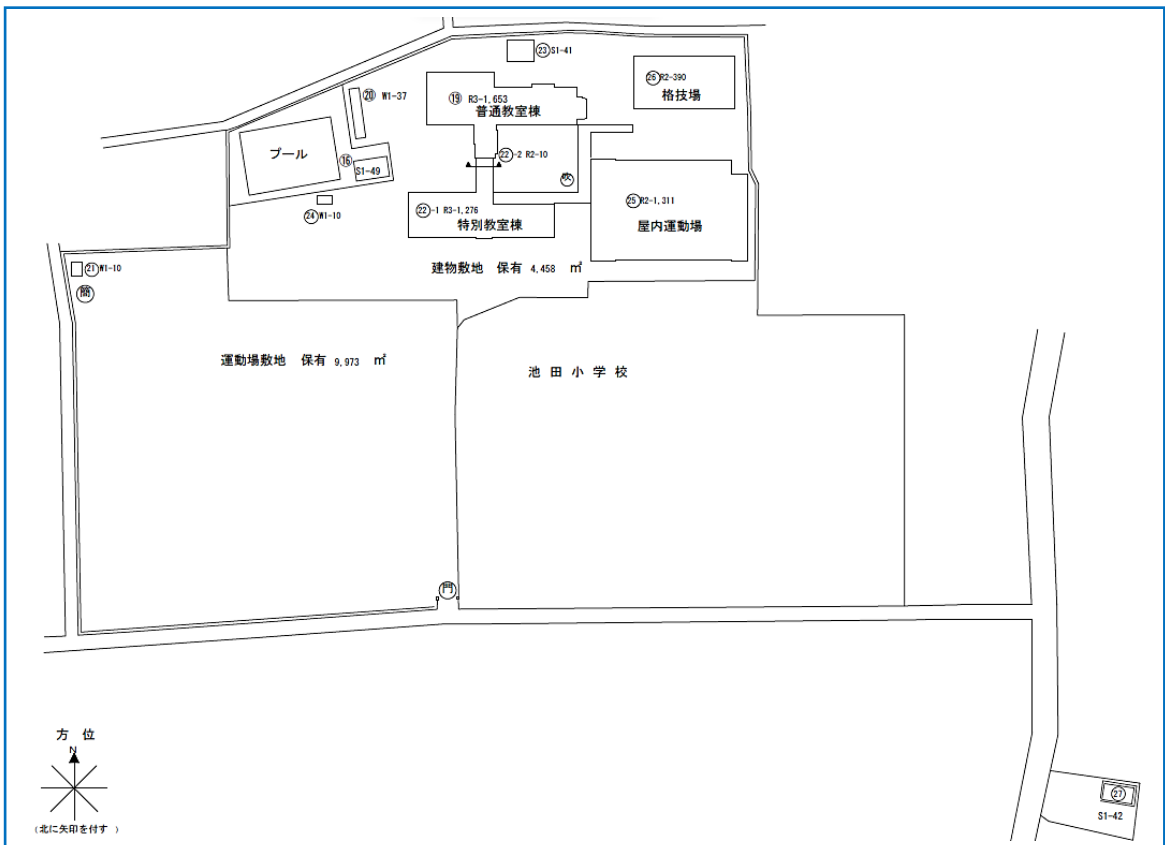 ㉓S1-41
㉖R2-390
格技場
⑳ W1-37
⑲ R3-1,653
普通教室棟
プール
⑯
S1-49
㉒-2 R2-10
㉔W1-10
㉒-1 R3-1,276
特別教室棟
㉕R2-1,311
屋内運動場
㉑W1-10
建物敷地 保有 4,458 ㎡
運動場敷地 保有 9,973 ㎡
池田小学校
門
方 位
N
(北に矢印を付す )
㉗
S1-42